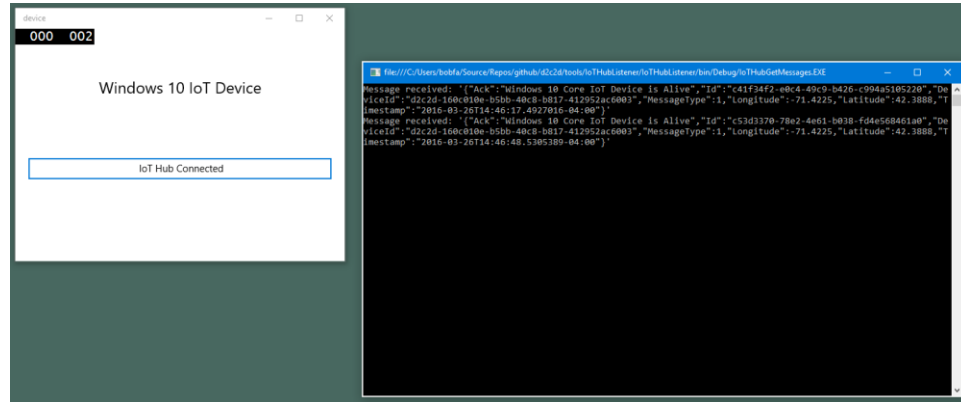 device
000 002
Windows 10 IoT Device
IoT Hub Connected
file:///C:/Users/bobfa/Source/Repos/github/d2c2d/tools/IoTHubListener/IoTHubListener/bin/Debug/IoTHubGetMessages.EXE
Message received: '{"Ack":"Windows 10 Core IoT Device is Alive","Id":"c41f34f2-e0c4-49c9-b426-c994a5105220","De
viceId":"d2c2d-160c010e-b5bb-40c8-b817-412952ac6003","MessageType":1,"Longitude":-71.4225,"Latitude":42.3888,"T
imestamp":"2016-03-26T14:46:17.4927016-04:00"}'
Message received: '{"Ack":"Windows 10 Core IoT Device is Alive","Id":"c53d3370-78e2-4e61-b038-fd4e568461a0","De
viceId":"d2c2d-160c010e-b5bb-40c8-b817-412952ac6003","MessageType":1,"Longitude":-71.4225,"Latitude":42.3888,"T
imestamp":"2016-03-26T14:46:48.5305389-04:00"}'